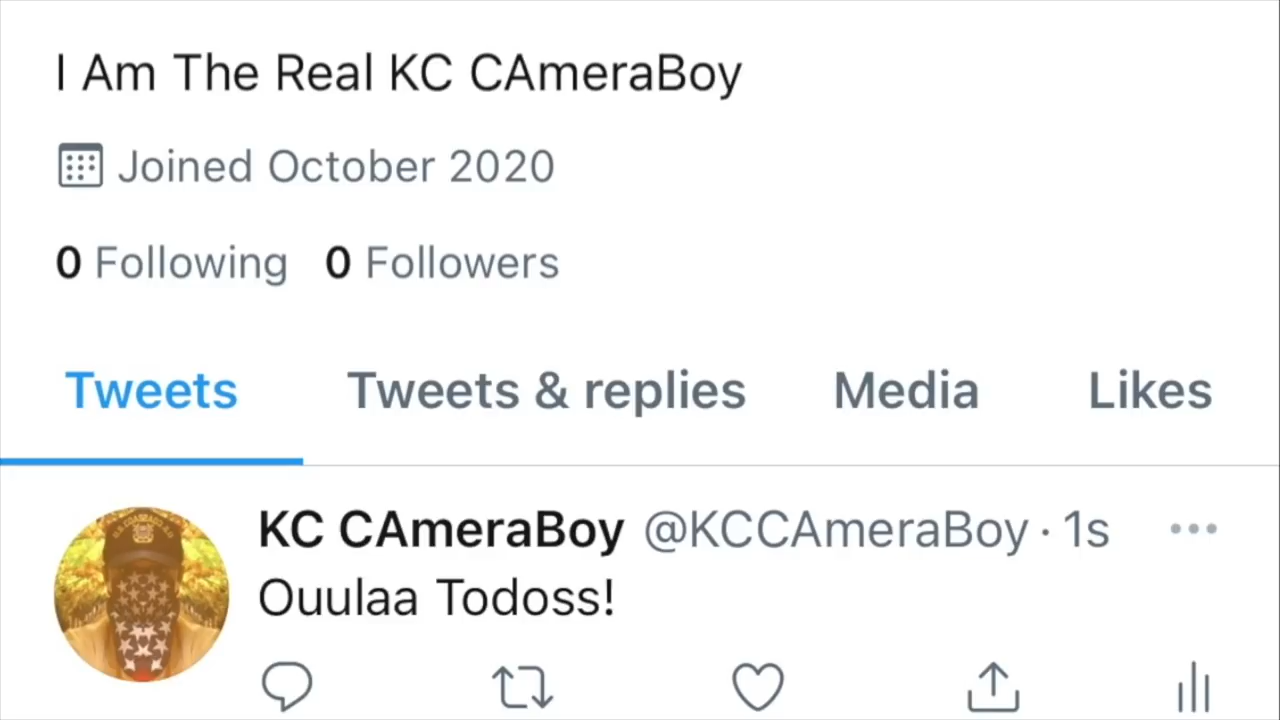 I Am The Real KC CAmeraBoy
Joined October 2020
0 Following 0 Followers
Tweets Tweets & replies Media Likes
KC CAmeraBoy @KCCAmeraBoy · 1s
Ouulaa Todoss!